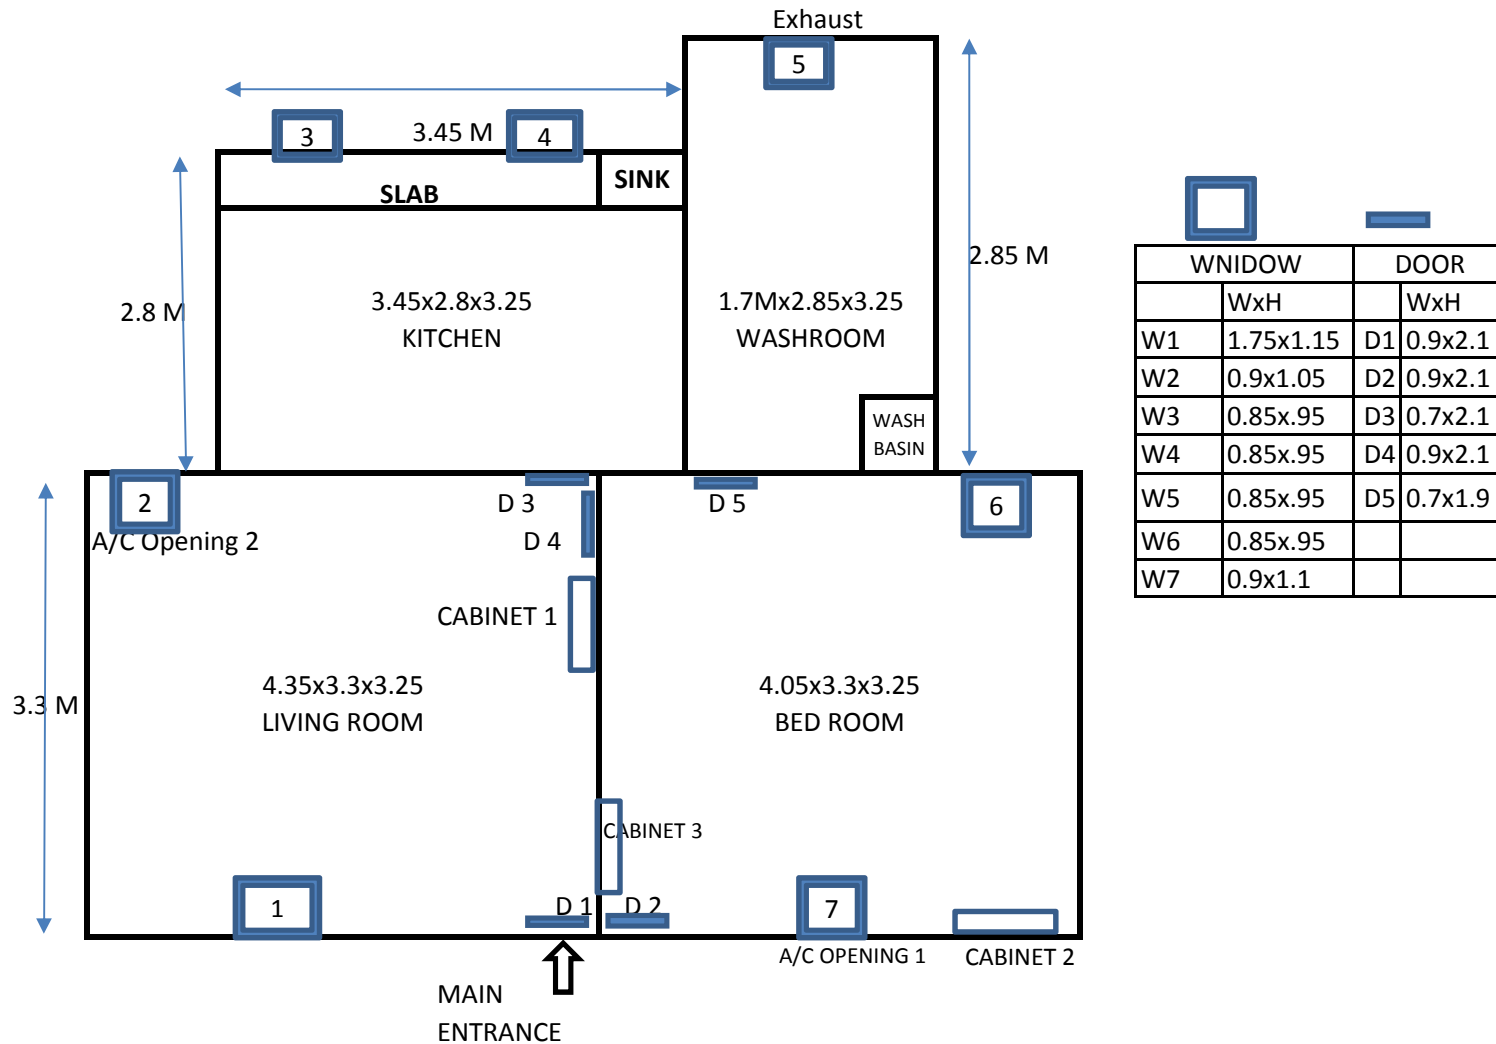 Exhaust
5
3
3.45 M
4
SLAB
SINK
2.8 M
3.45x2.8x3.25
KITCHEN
1.7Mx2.85x3.25
WASHROOM
2.85 M
WASH
BASIN
2
A/C Opening 2
D 3
D 4
D 5
6
CABINET 1
3.3 M
4.35x3.3x3.25
LIVING ROOM
4.05x3.3x3.25
BED ROOM
CABINET 3
1
D 1
D 2
7
A/C OPENING 1
CABINET 2
MAIN
ENTRANCE
WNIDOW DOOR
WxH WxH
W1 1.75x1.15 D1 0.9x2.1
W2 0.9x1.05 D2 0.9x2.1
W3 0.85x.95 D3 0.7x2.1
W4 0.85x.95 D4 0.9x2.1
W5 0.85x.95 D5 0.7x1.9
W6 0.85x.95
W7 0.9x1.1